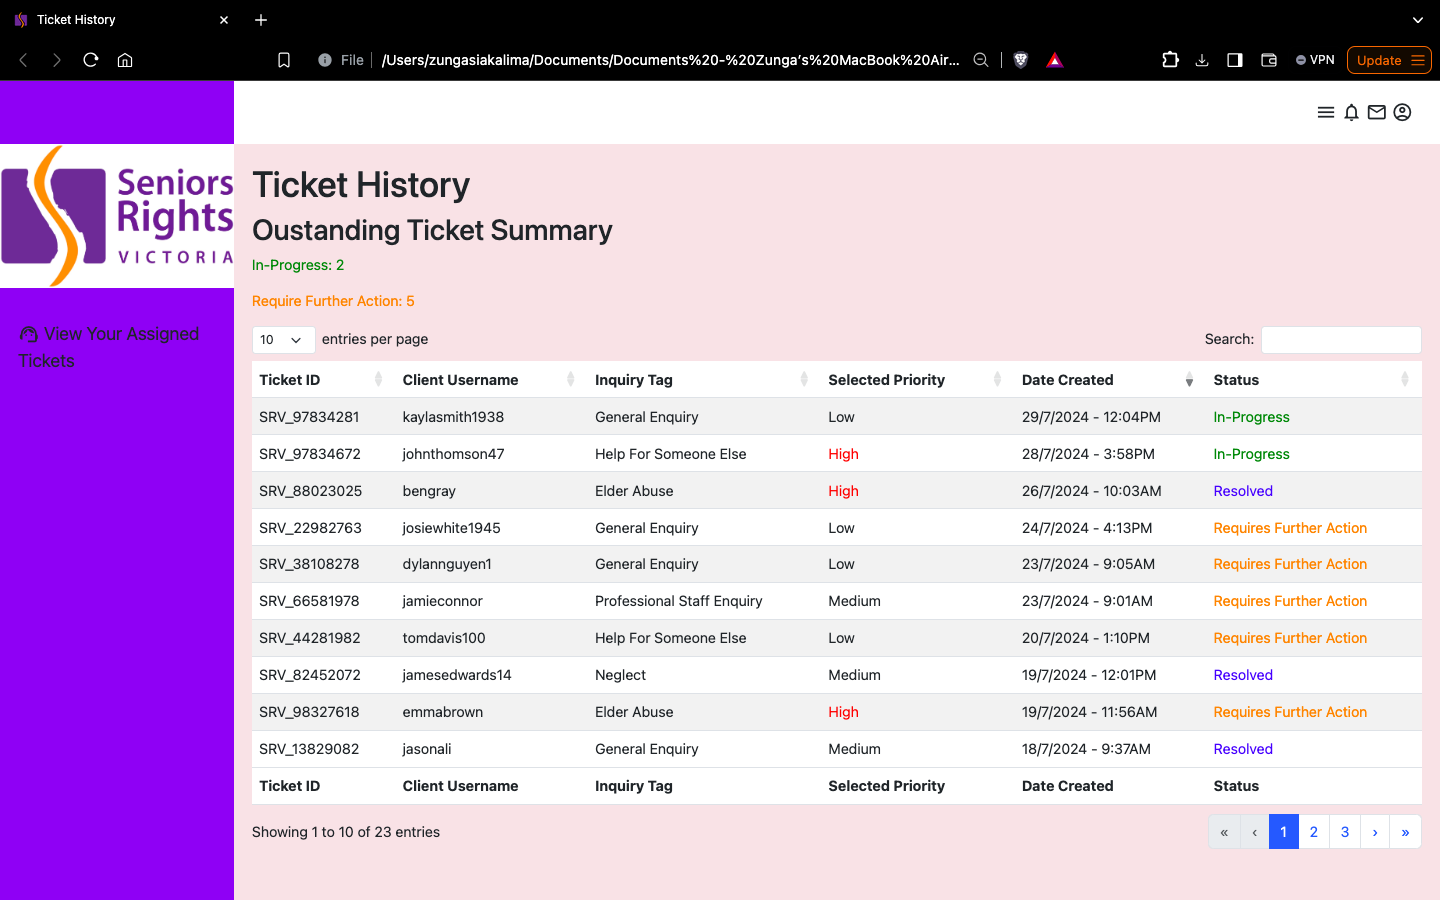 Ticket History
File
/Users/zungasiakalima/Documents/Documents%20-%20Zunga's%20MacBook%20Air...
VPN
Update
Seniors
Rights
VICTORIA
View Your Assigned
Tickets
Ticket History
Oustanding Ticket Summary
In-Progress: 2
Require Further Action: 5
10 entries per page
Search:
Ticket ID Client Username Inquiry Tag Selected Priority Date Created Status
SRV_97834281 kaylasmith1938 General Enquiry Low 29/7/2024 - 12:04PM In-Progress
SRV_97834672 johnthomson47 Help For Someone Else High 28/7/2024 - 3:58PM In-Progress
SRV_88023025 bengray Elder Abuse High 26/7/2024 - 10:03AM Resolved
SRV_22982763 josiewhite1945 General Enquiry Low 24/7/2024 - 4:13PM Requires Further Action
SRV_38108278 dylannguyen1 General Enquiry Low 23/7/2024 - 9:05AM Requires Further Action
SRV_66581978 jamieconnor Professional Staff Enquiry Medium 23/7/2024 - 9:01AM Requires Further Action
SRV_44281982 tomdavis100 Help For Someone Else Low 20/7/2024 - 1:10PM Requires Further Action
SRV_82452072 jamesedwards14 Neglect Medium 19/7/2024 - 12:01PM Resolved
SRV_98327618 emmabrown Elder Abuse High 19/7/2024 - 11:56AM Requires Further Action
SRV_13829082 jasonali General Enquiry Medium 18/7/2024 - 9:37AM Resolved
Ticket ID Client Username Inquiry Tag Selected Priority Date Created Status
Showing 1 to 10 of 23 entries
« ‹ 1 2 3 › »